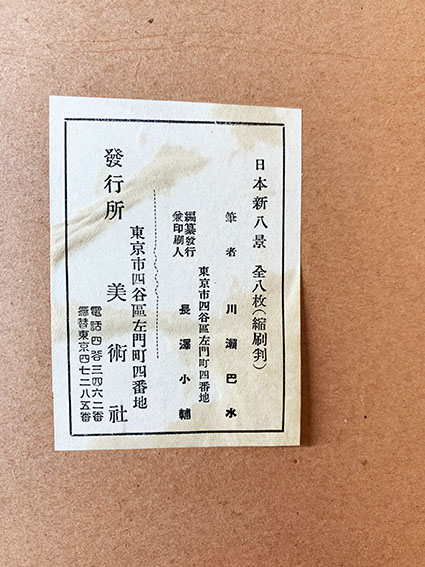 日本新八景 全八枚(縮刷判)
筆者 川瀬巴水
編纂發行
兼印刷人
東京市四谷區左門町四番地
長澤小輔
發行所
東京市四谷區左門町四番地
美術社
電話四谷三四六二番
振替東京四七二八五番